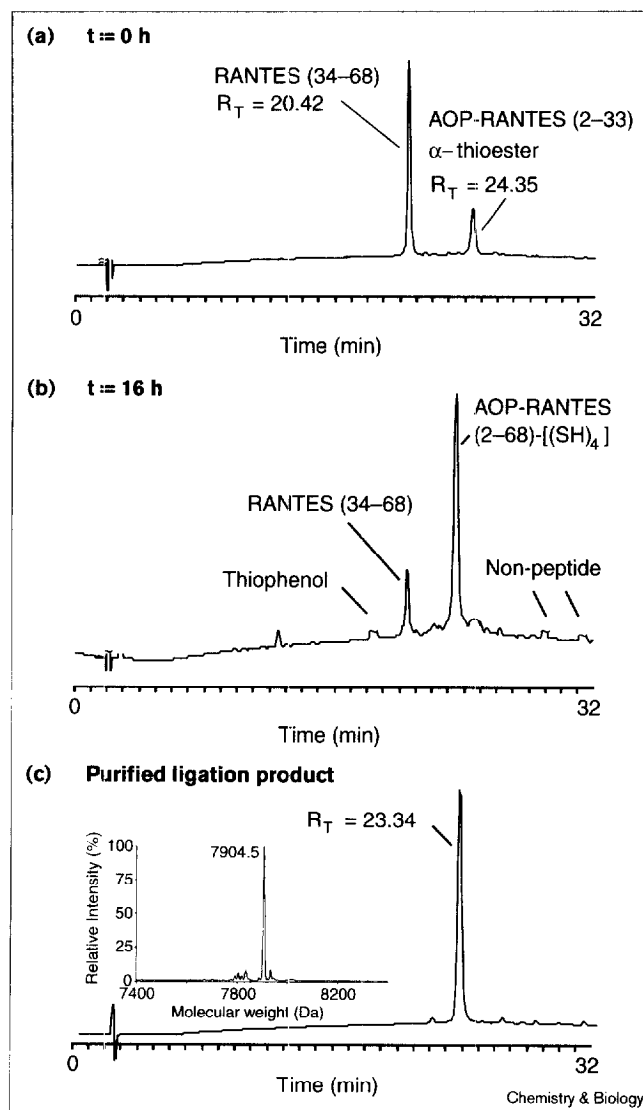 (a) t = 0 h
RANTES (34–68)
R_T = 20.42
AOP-RANTES (2–33)
α–thioester
R_T = 24.35
0 32
Time (min)
(b) t = 16 h
AOP-RANTES
(2–68)-[(SH)₄]
RANTES (34–68)
Thiophenol
Non-peptide
0 32
Time (min)
(c) Purified ligation product
R_T = 23.34
Relative Intensity (%)
100
75
50
25
0
7904.5
7400 7800 8200
Molecular weight (Da)
0 32
Time (min)
Chemistry & Biology